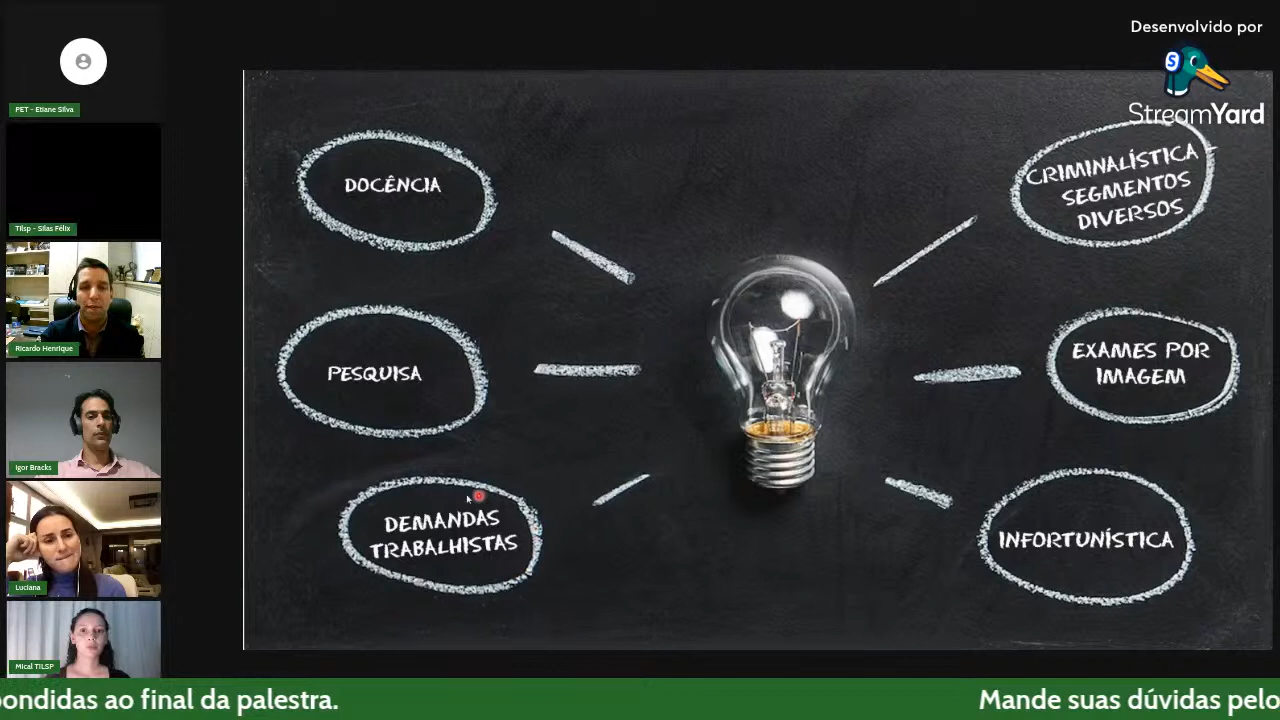 Desenvolvido por
StreamYard
PET - Etiane Silva
Tilsp - Silas Félix
Ricardo Henrique
Igor Bracks
Luciana
Mical TILSP
DOCÊNCIA
PESQUISA
DEMANDAS
TRABALHISTAS
CRIMINALÍSTICA
SEGMENTOS
DIVERSOS
EXAMES POR
IMAGEM
INFORTUNÍSTICA
ondidas ao final da palestra.
Mande suas dúvidas pelo